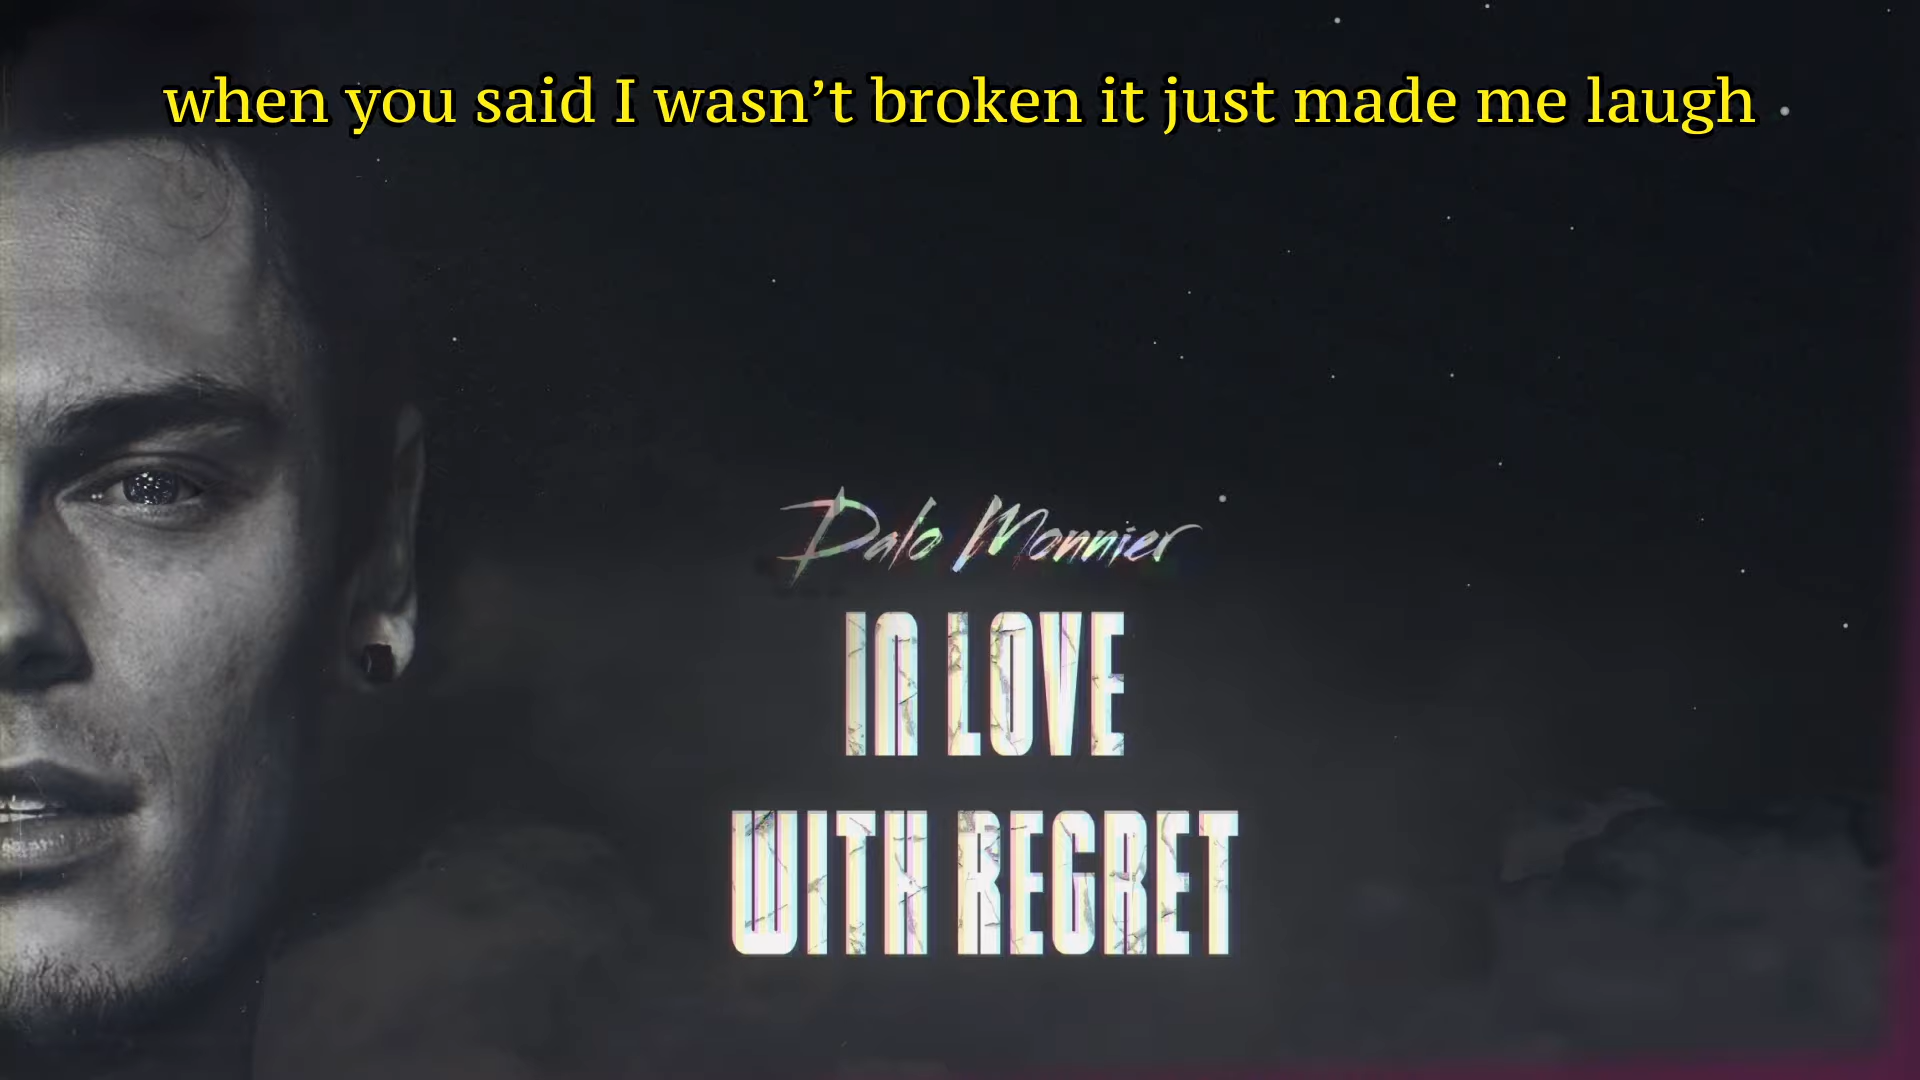 when you said I wasn’t broken it just made me laugh
Dalo Monnier
IN LOVE
WITH REGRET